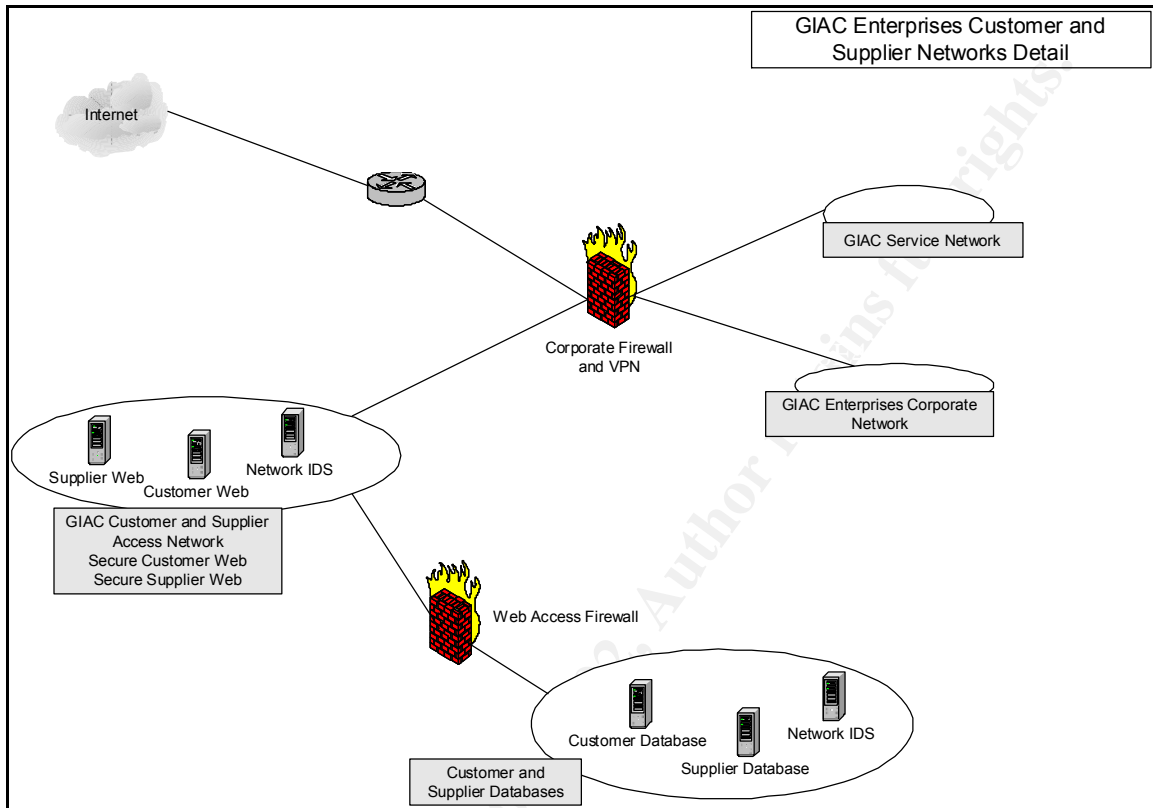 GIAC Enterprises Customer and
Supplier Networks Detail
Internet
GIAC Service Network
Corporate Firewall
and VPN
GIAC Enterprises Corporate
Network
Supplier Web
Customer Web
Network IDS
GIAC Customer and Supplier
Access Network
Secure Customer Web
Secure Supplier Web
Web Access Firewall
Customer Database
Supplier Database
Network IDS
Customer and
Supplier Databases
Author
rights.